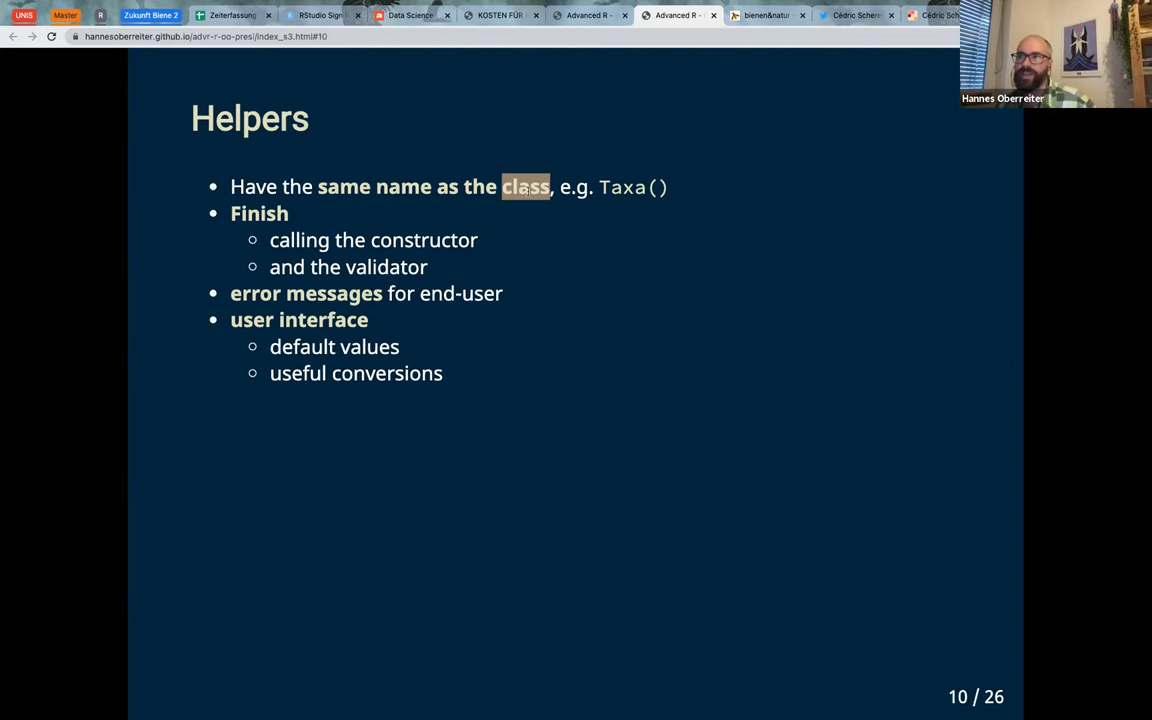 UNIS Master R Zukunft Biene 2 Zeiterfassung RStudio Sign Data Science KOSTEN FÜR Advanced R - Advanced R - bienen&natur Cédric Schere Cédric Sch
hannesoberreiter.github.io/advr-r-oo-presi/index_s3.html#10
Hannes Oberreiter
Helpers
Have the same name as the class, e.g. Taxa()
Finish
calling the constructor
and the validator
error messages for end-user
user interface
default values
useful conversions
10 / 26